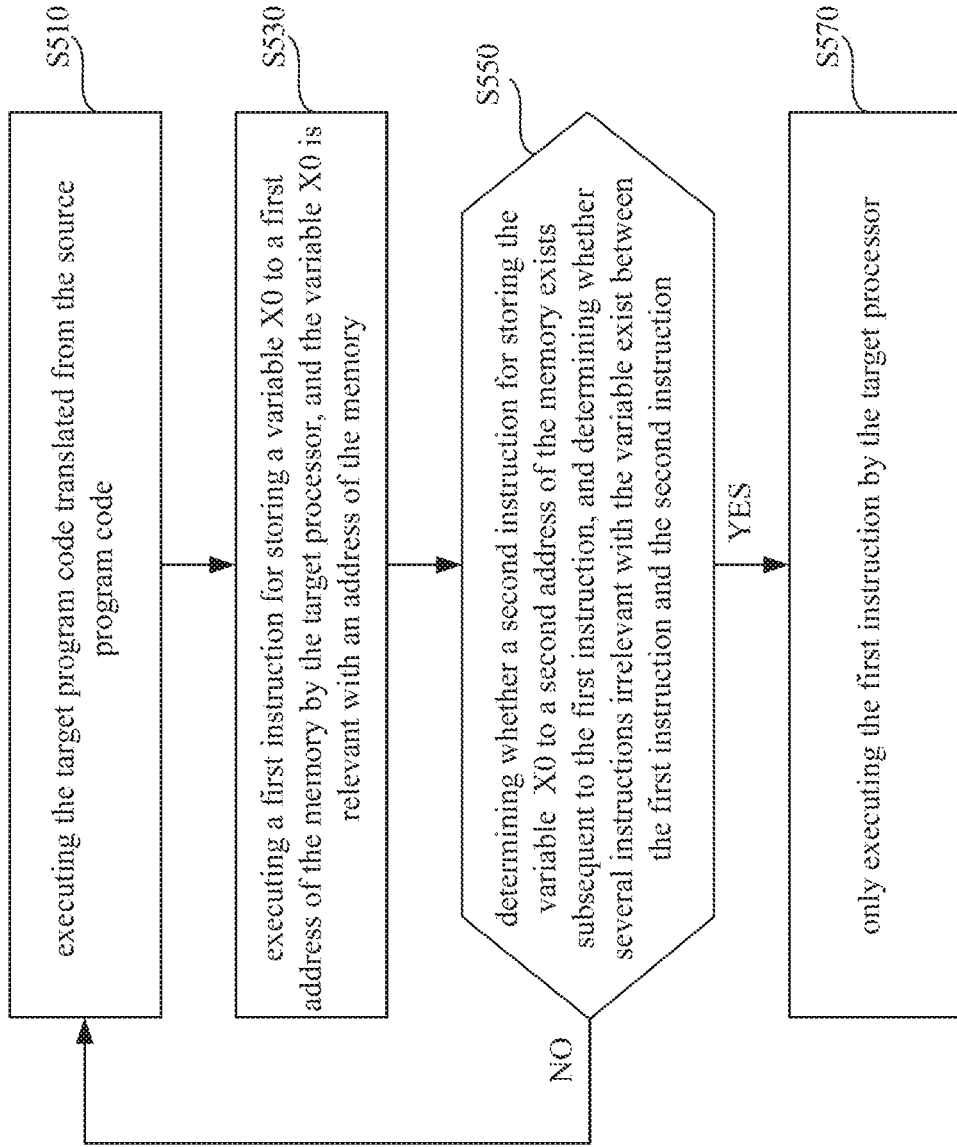 S510
executing the target program code translated from the source
program code
S530
executing a first instruction for storing a variable X0 to a first
address of the memory by the target processor, and the variable X0 is
relevant with an address of the memory
S550
determining whether a second instruction for storing the
variable X0 to a second address of the memory exists
subsequent to the first instruction, and determining whether
several instructions irrelevant with the variable exist between
the first instruction and the second instruction
NO
YES
S570
only executing the first instruction by the target processor